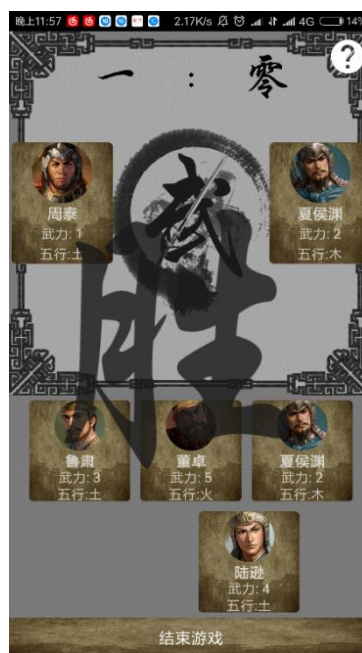 晚上11:57 2.17K/s 4G 14%
一 : 零 ?
武
胜
周泰 夏侯渊
武力: 1 武力: 2
五行:土 五行:木
鲁肃 董卓 夏侯渊
武力: 3 武力: 5 武力: 2
五行:土 五行:火 五行:木
陆逊
武力: 4
五行:土
结束游戏